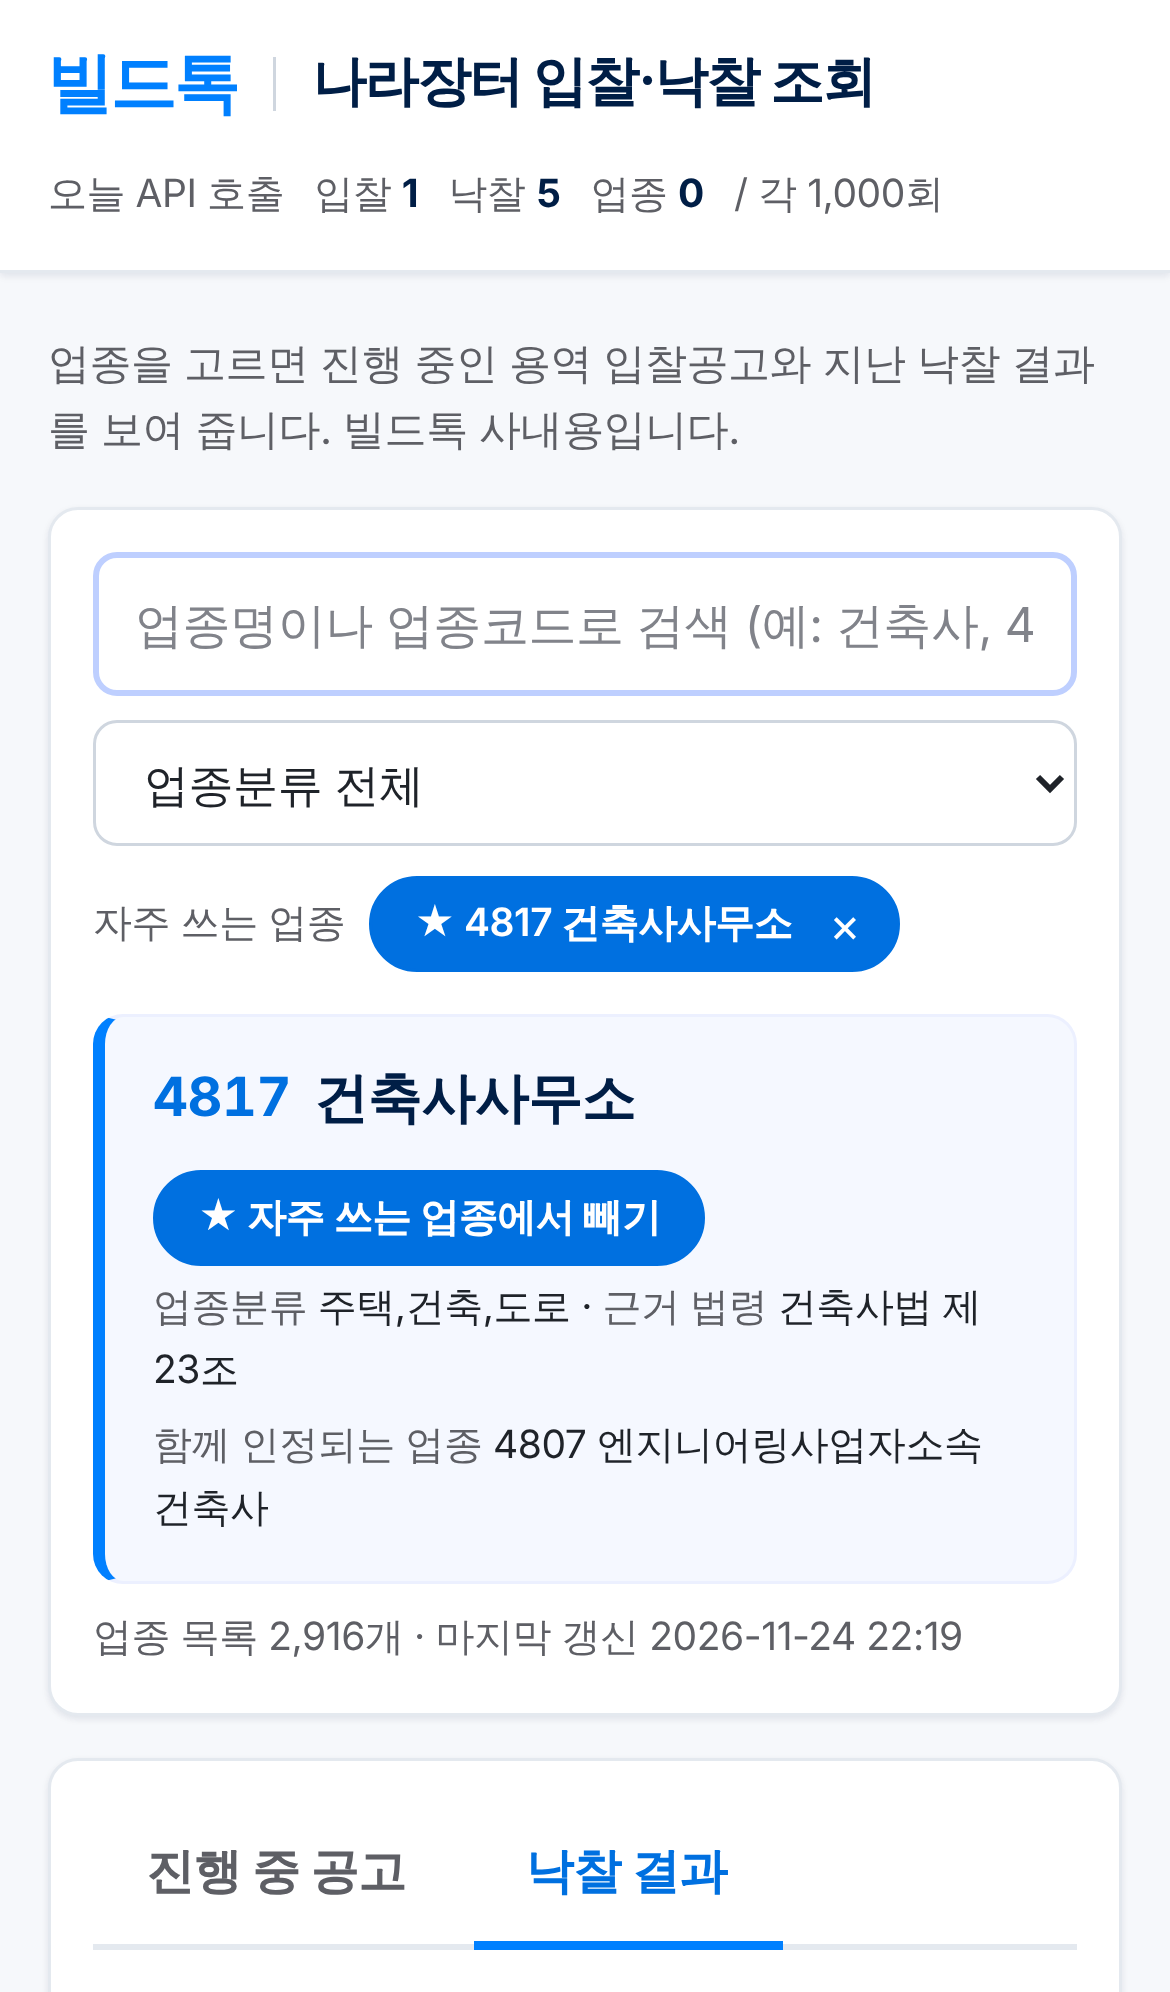 빌드톡 나라장터 입찰·낙찰 조회
오늘 API 호출 입찰 1 낙찰 5 업종 0 / 각 1,000회
업종을 고르면 진행 중인 용역 입찰공고와 지난 낙찰 결과
를 보여 줍니다. 빌드톡 사내용입니다.
업종명이나 업종코드로 검색 (예: 건축사, 4
업종분류 전체
자주 쓰는 업종 ★ 4817 건축사사무소 ×
4817 건축사사무소
★ 자주 쓰는 업종에서 빼기
업종분류 주택,건축,도로 · 근거 법령 건축사법 제
23조
함께 인정되는 업종 4807 엔지니어링사업자소속
건축사
업종 목록 2,916개 · 마지막 갱신 2026-11-24 22:19
진행 중 공고 낙찰 결과